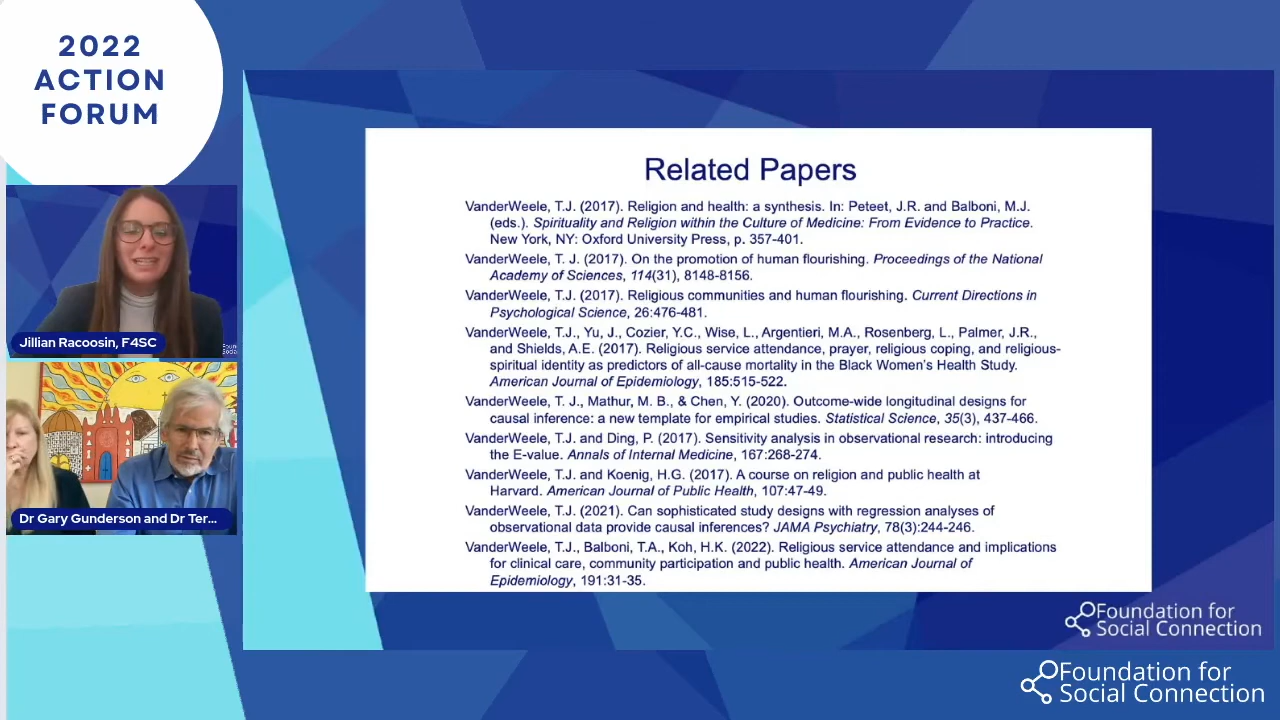 2022
ACTION
FORUM
Jillian Racoosin, F4SC
Dr Gary Gunderson and Dr Ter...
Related Papers
VanderWeele, T.J. (2017). Religion and health: a synthesis. In: Peteet, J.R. and Balboni, M.J.
(eds.). Spirituality and Religion within the Culture of Medicine: From Evidence to Practice.
New York, NY: Oxford University Press, p. 357-401.
VanderWeele, T. J. (2017). On the promotion of human flourishing. Proceedings of the National
Academy of Sciences, 114(31), 8148-8156.
VanderWeele, T.J. (2017). Religious communities and human flourishing. Current Directions in
Psychological Science, 26:476-481.
VanderWeele, T.J., Yu, J., Cozier, Y.C., Wise, L., Argentieri, M.A., Rosenberg, L., Palmer, J.R.,
and Shields, A.E. (2017). Religious service attendance, prayer, religious coping, and religious-
spiritual identity as predictors of all-cause mortality in the Black Women's Health Study.
American Journal of Epidemiology, 185:515-522.
VanderWeele, T. J., Mathur, M. B., & Chen, Y. (2020). Outcome-wide longitudinal designs for
causal inference: a new template for empirical studies. Statistical Science, 35(3), 437-466.
VanderWeele, T.J. and Ding, P. (2017). Sensitivity analysis in observational research: introducing
the E-value. Annals of Internal Medicine, 167:268-274.
VanderWeele, T.J. and Koenig, H.G. (2017). A course on religion and public health at
Harvard. American Journal of Public Health, 107:47-49.
VanderWeele, T.J. (2021). Can sophisticated study designs with regression analyses of
observational data provide causal inferences? JAMA Psychiatry, 78(3):244-246.
VanderWeele, T.J., Balboni, T.A., Koh, H.K. (2022). Religious service attendance and implications
for clinical care, community participation and public health. American Journal of
Epidemiology, 191:31-35.
Foundation for
Social Connection
Foundation for
Social Connection